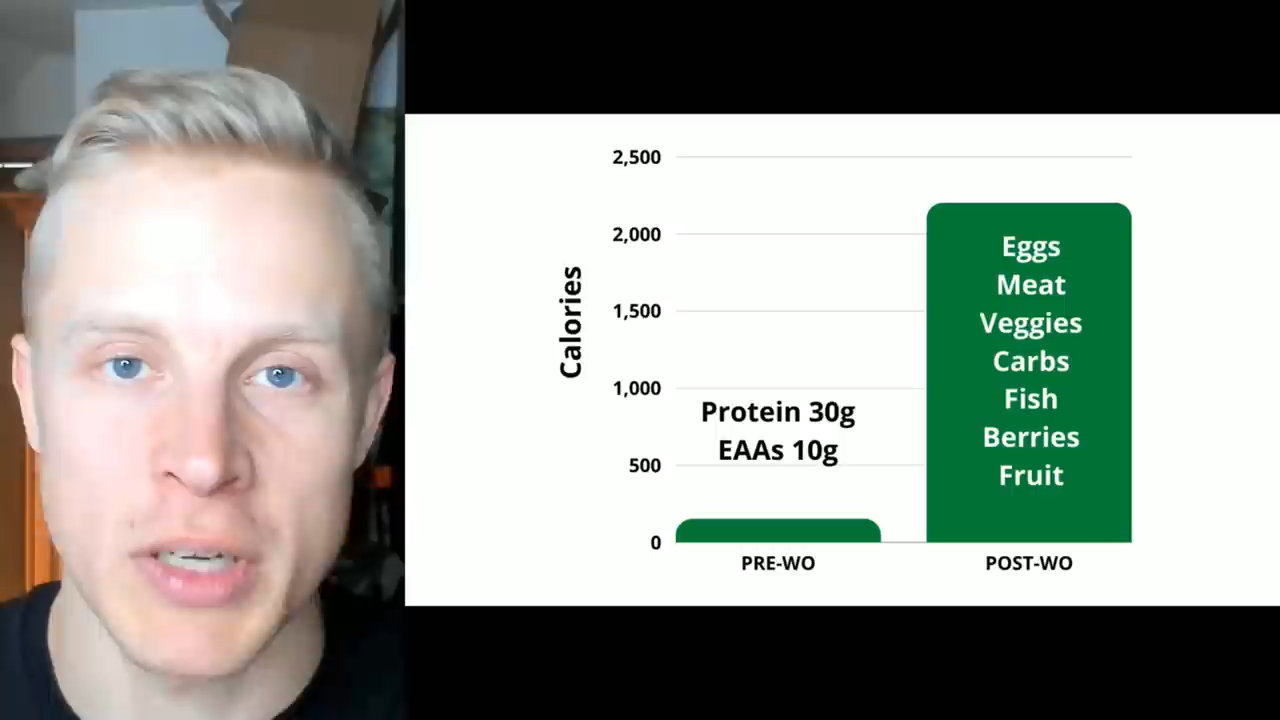 2,500
2,000
1,500
1,000
500
0
Calories
Protein 30g
EAAs 10g
Eggs
Meat
Veggies
Carbs
Fish
Berries
Fruit
PRE-WO
POST-WO